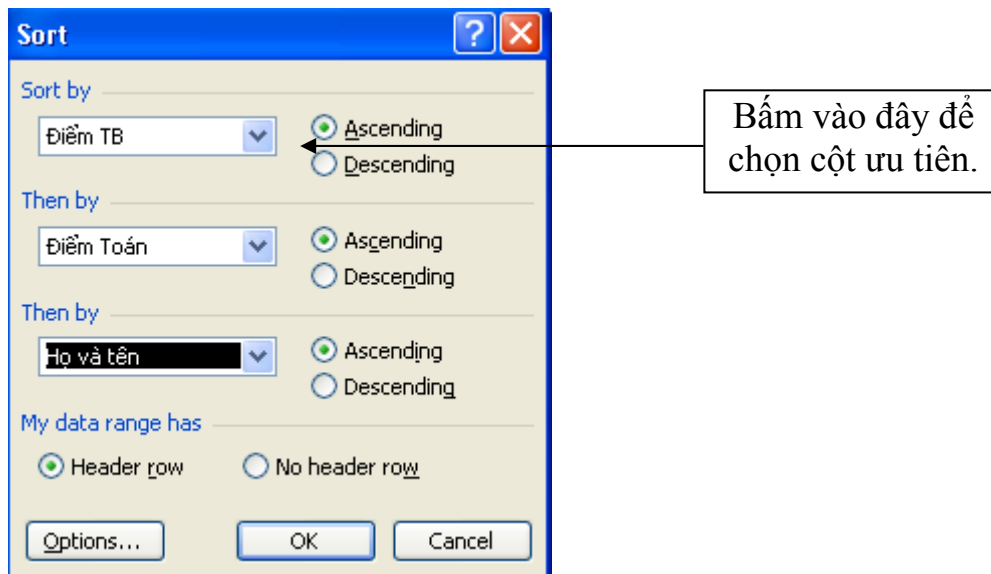 Sort
Sort by
Điểm TB
Ascending
Descending
Bấm vào đây để
chọn cột ưu tiên.
Then by
Điểm Toán
Ascending
Descending
Then by
Họ và tên
Ascending
Descending
My data range has
Header row
No header row
Options...
OK
Cancel